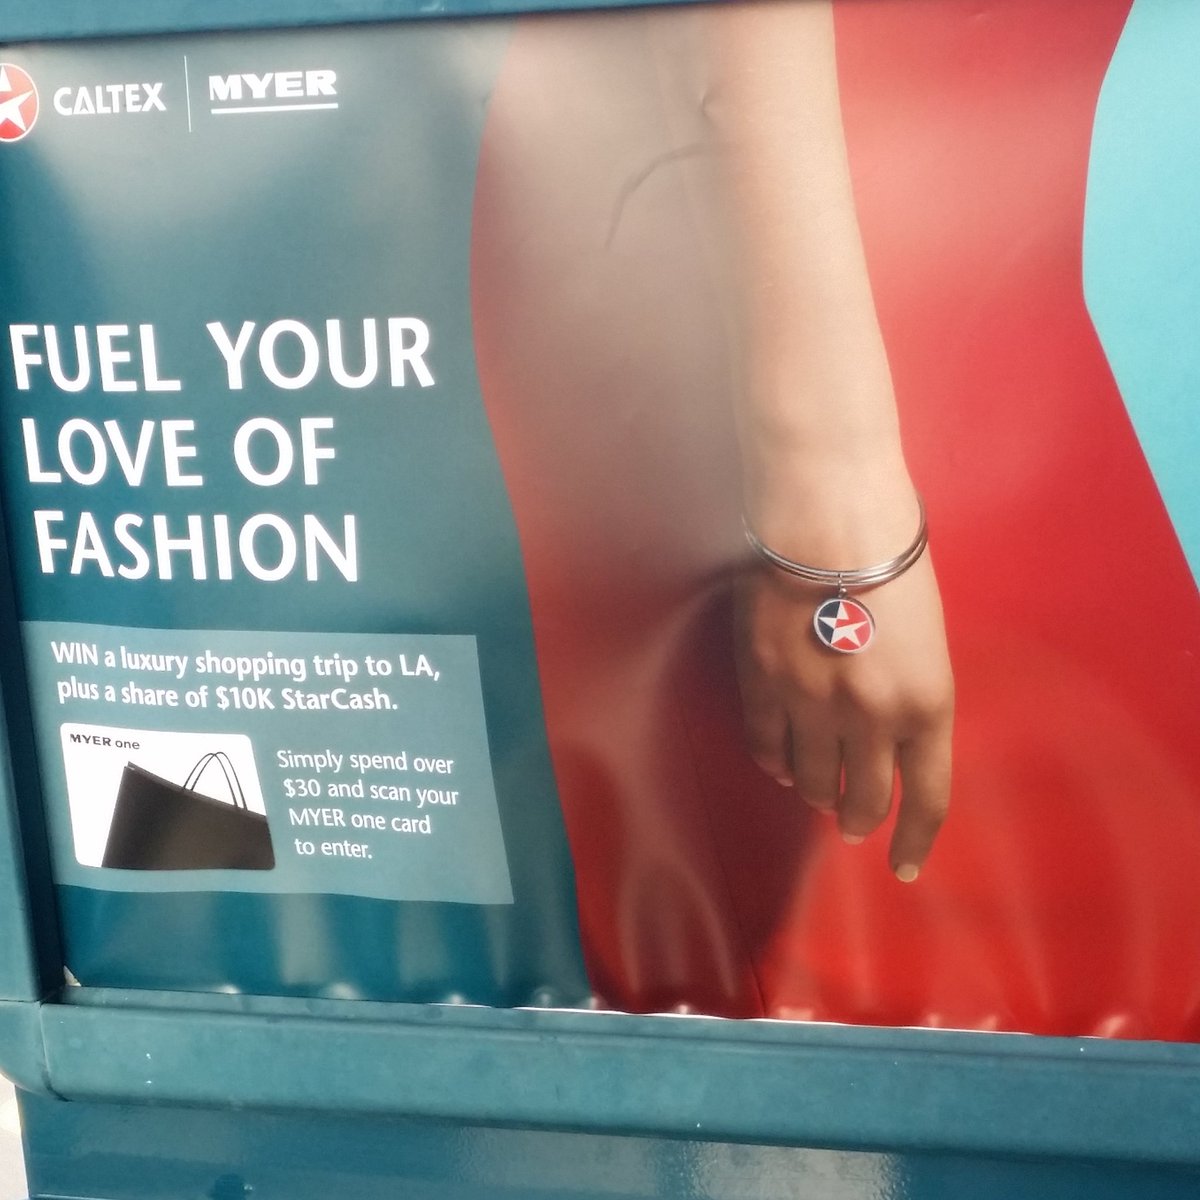 CALTEX | MYER
FUEL YOUR
LOVE OF
FASHION
WIN a luxury shopping trip to LA,
plus a share of $10K StarCash.
MYER one
Simply spend over
$30 and scan your
MYER one card
to enter.